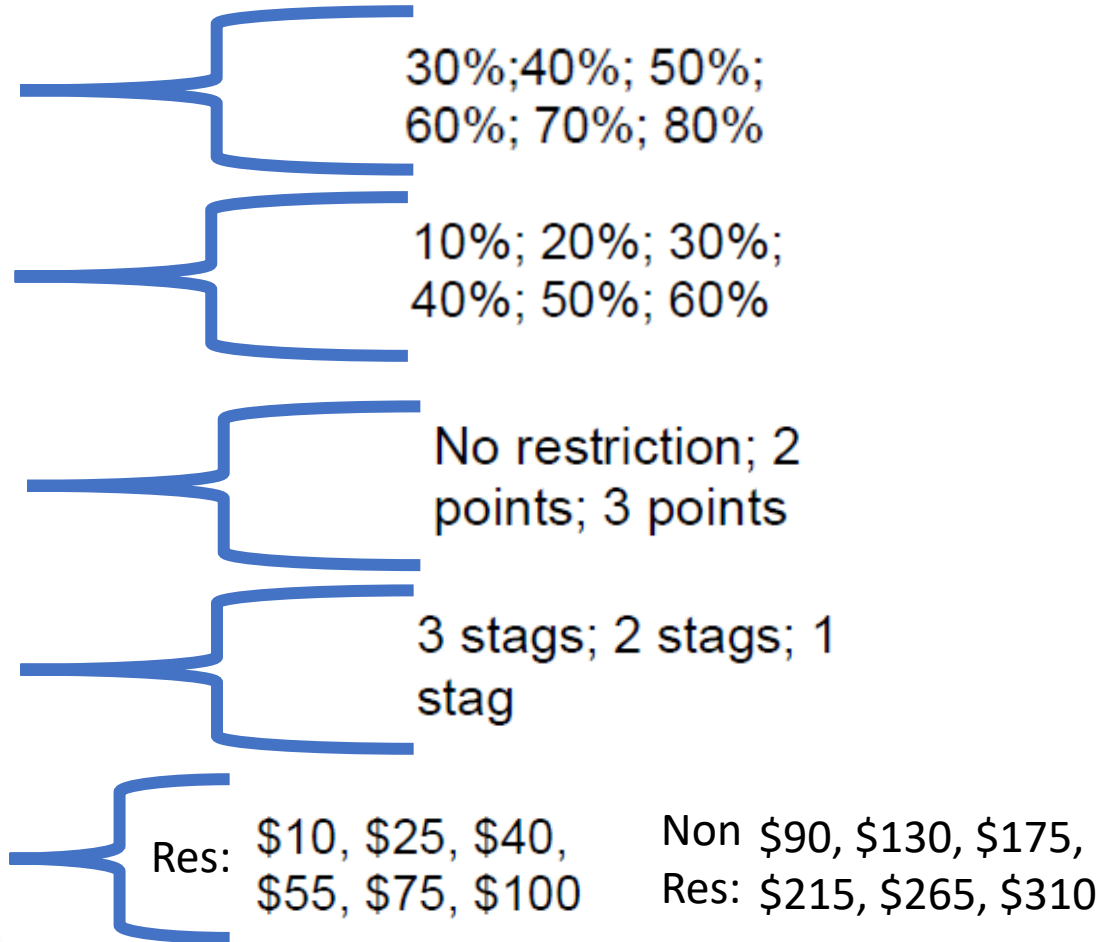 30%;40%; 50%;
60%; 70%; 80%
10%; 20%; 30%;
40%; 50%; 60%
No restriction; 2
points; 3 points
3 stags; 2 stags; 1
stag
Res: $10, $25, $40,
$55, $75, $100
Non $90, $130, $175,
Res: $215, $265, $310